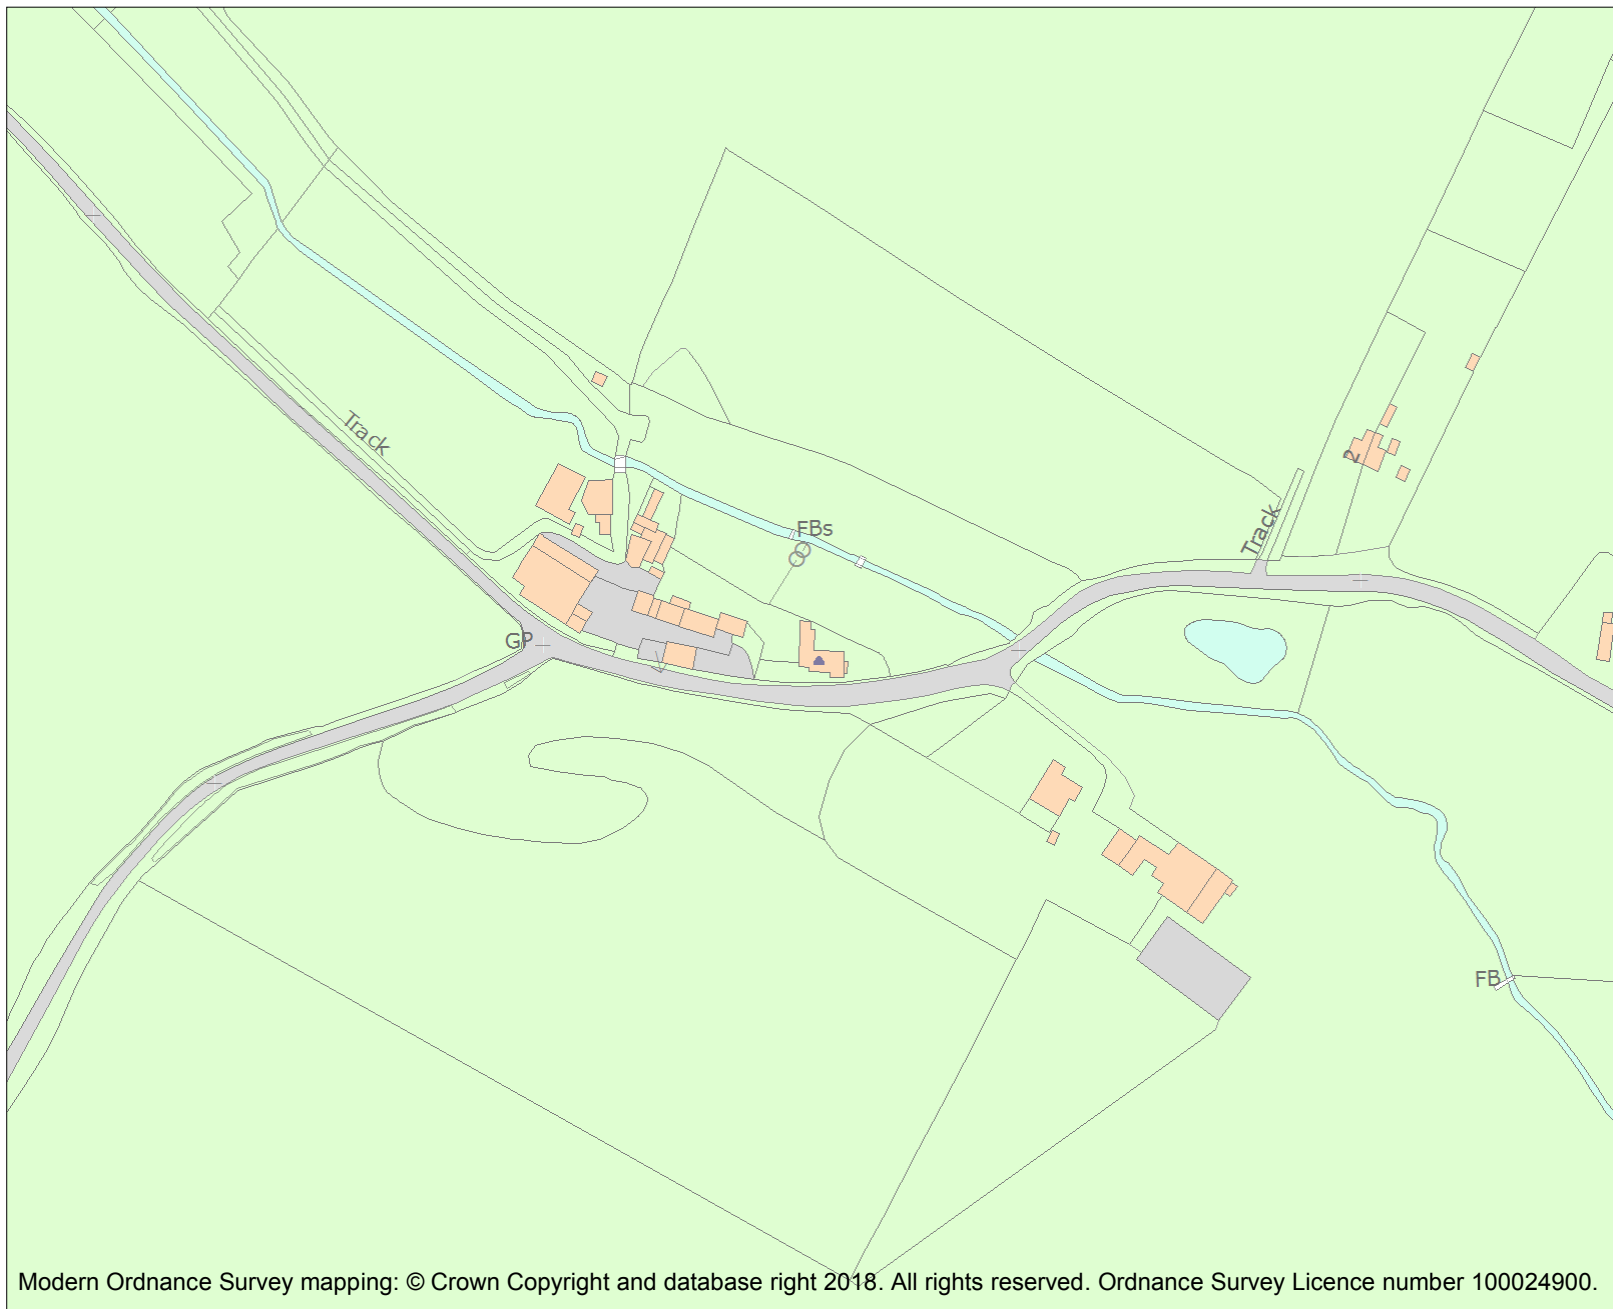 Track
FBs
Track
2
GP
FB
Modern Ordnance Survey mapping: © Crown Copyright and database right 2018. All rights reserved. Ordnance Survey Licence number 100024900.